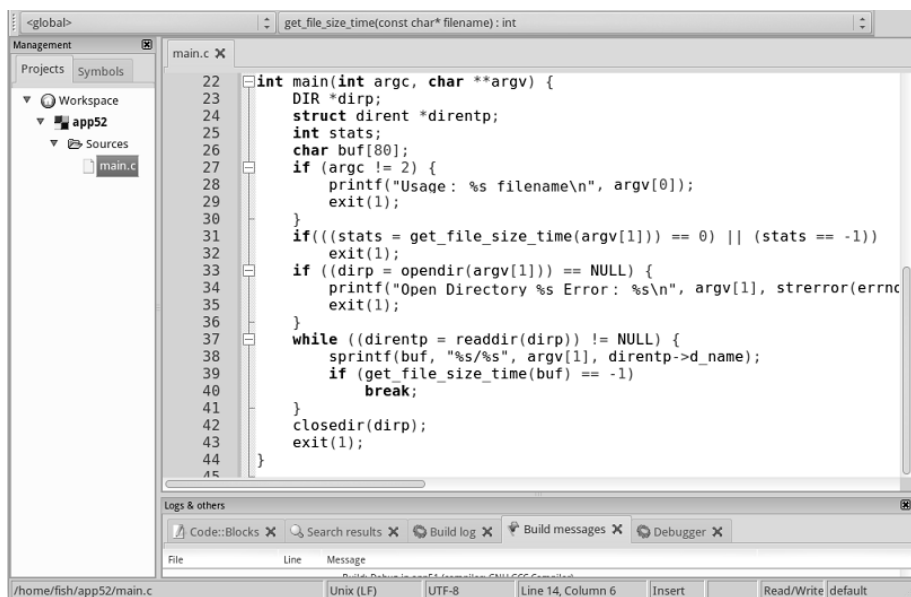 <global> get_file_size_time(const char* filename) : int
Management
main.c
Projects Symbols
Workspace
app52
Sources
main.c
22 int main(int argc, char **argv) {
23 DIR *dirp;
24 struct dirent *direntp;
25 int stats;
26 char buf[80];
27 if (argc != 2) {
28 printf("Usage: %s filename\n", argv[0]);
29 exit(1);
30 }
31 if(((stats = get_file_size_time(argv[1])) == 0) || (stats == -1))
32 exit(1);
33 if ((dirp = opendir(argv[1])) == NULL) {
34 printf("Open Directory %s Error: %s\n", argv[1], strerror(errno
35 exit(1);
36 }
37 while ((direntp = readdir(dirp)) != NULL) {
38 sprintf(buf, "%s/%s", argv[1], direntp->d_name);
39 if (get_file_size_time(buf) == -1)
40 break;
41 }
42 closedir(dirp);
43 exit(1);
44 }
45
Logs & others
Code::Blocks Search results Build log Build messages Debugger
File Line Message
/home/fish/app52/main.c Unix (LF) UTF-8 Line 14, Column 6 Insert Read/Write default